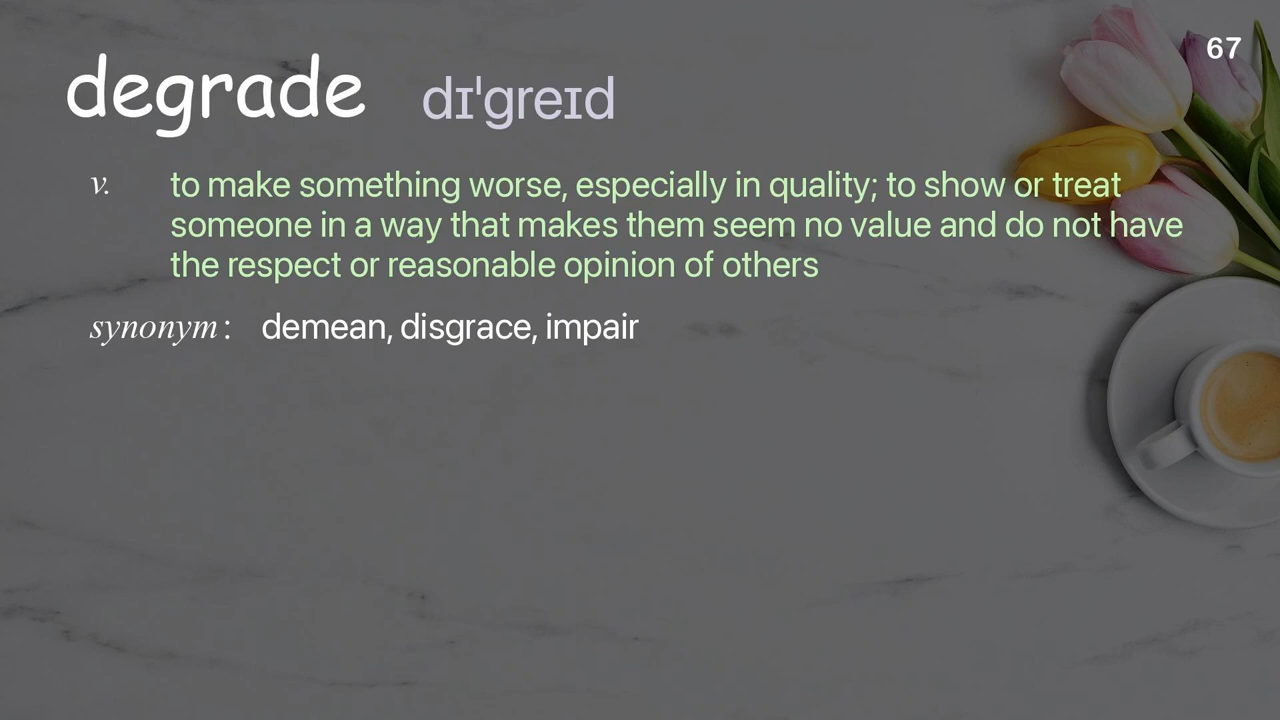 67
degrade dɪˈɡreɪd
v. to make something worse, especially in quality; to show or treat
someone in a way that makes them seem no value and do not have
the respect or reasonable opinion of others
synonym: demean, disgrace, impair